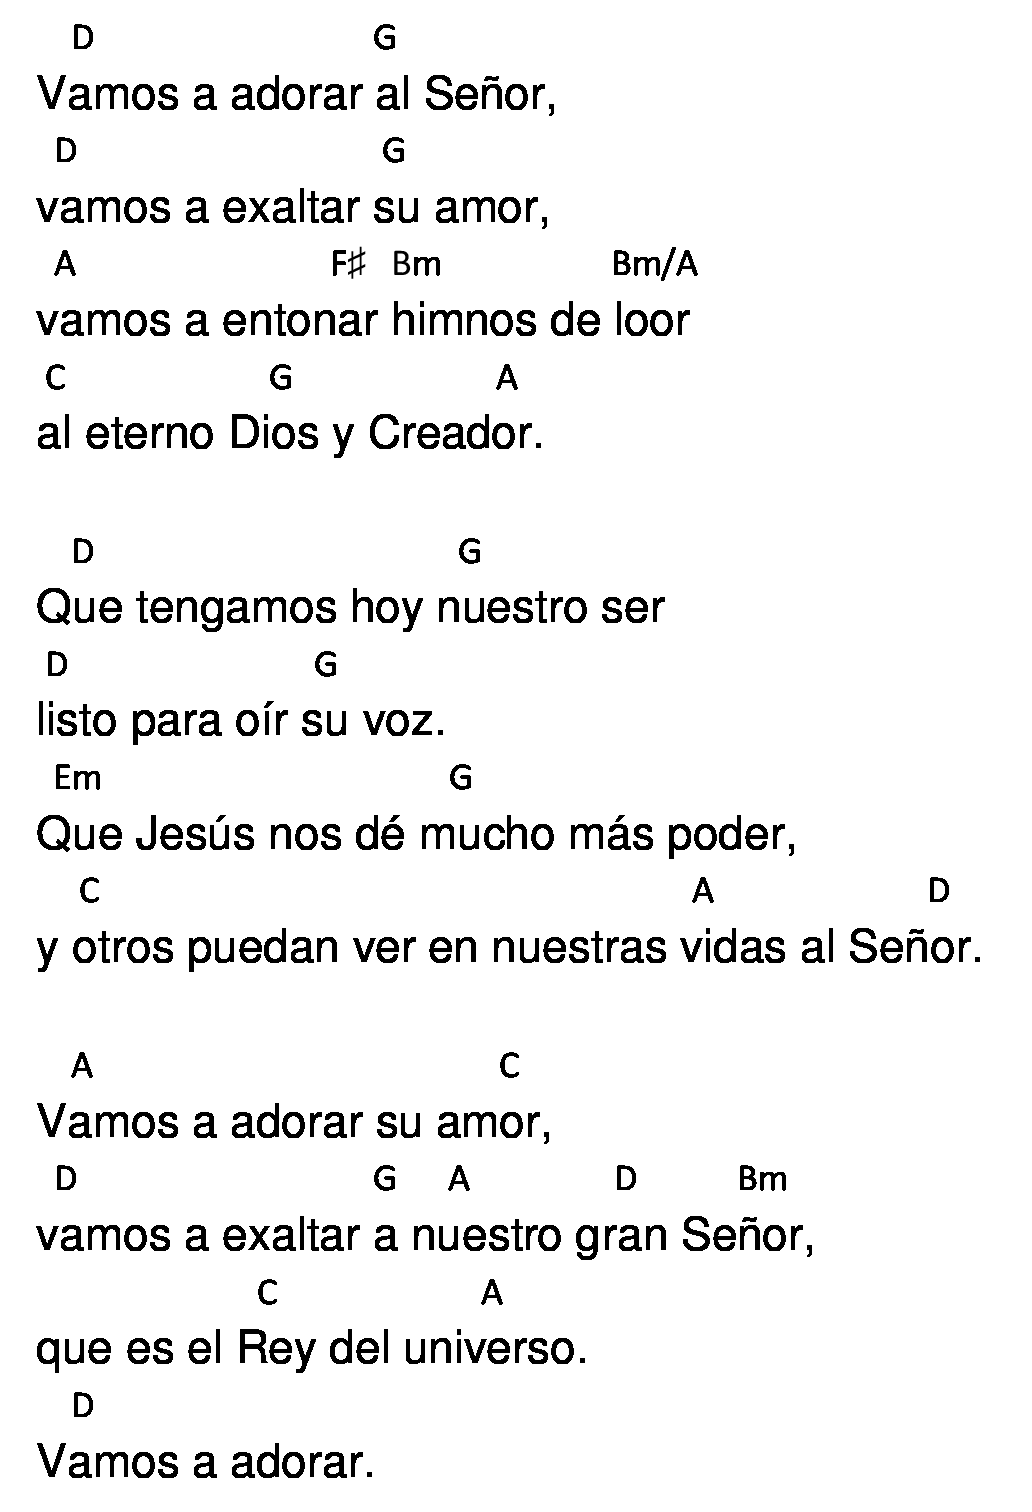 D G
Vamos a adorar al Señor,
D G
vamos a exaltar su amor,
A F♯ Bm Bm/A
vamos a entonar himnos de loor
C G A
al eterno Dios y Creador.
D G
Que tengamos hoy nuestro ser
D G
listo para oír su voz.
Em G
Que Jesús nos dé mucho más poder,
C A D
y otros puedan ver en nuestras vidas al Señor.
A C
Vamos a adorar su amor,
D G A D Bm
vamos a exaltar a nuestro gran Señor,
C A
que es el Rey del universo.
D
Vamos a adorar.